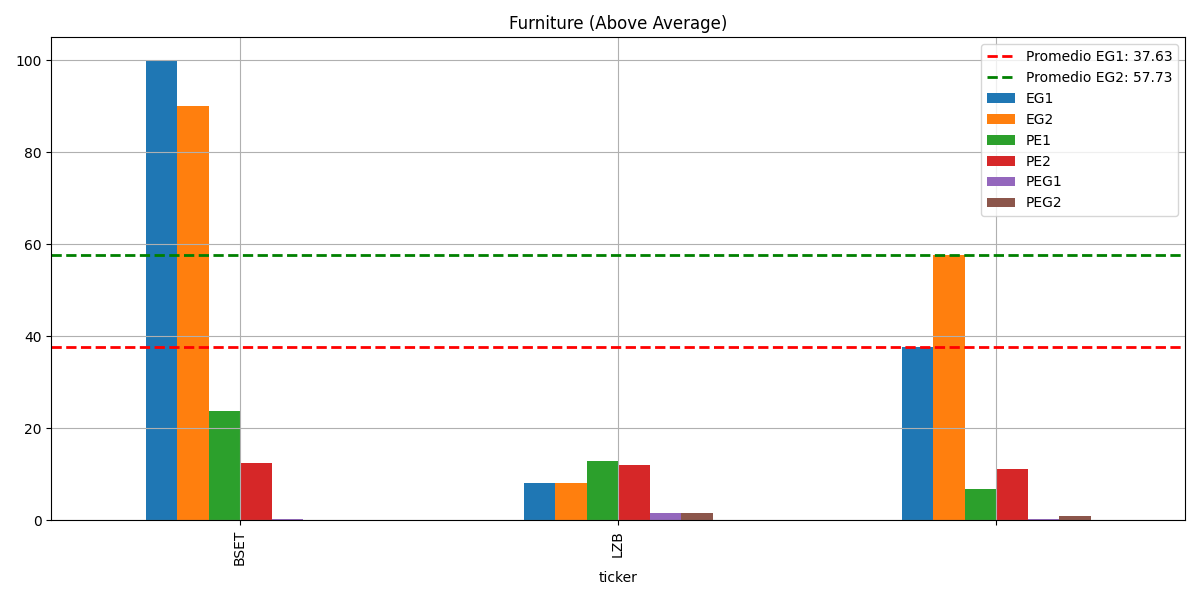 Furniture (Above Average)
Promedio EG1: 37.63
Promedio EG2: 57.73
EG1
EG2
PE1
PE2
PEG1
PEG2
100
80
60
40
20
0
BSET
LZB
ticker